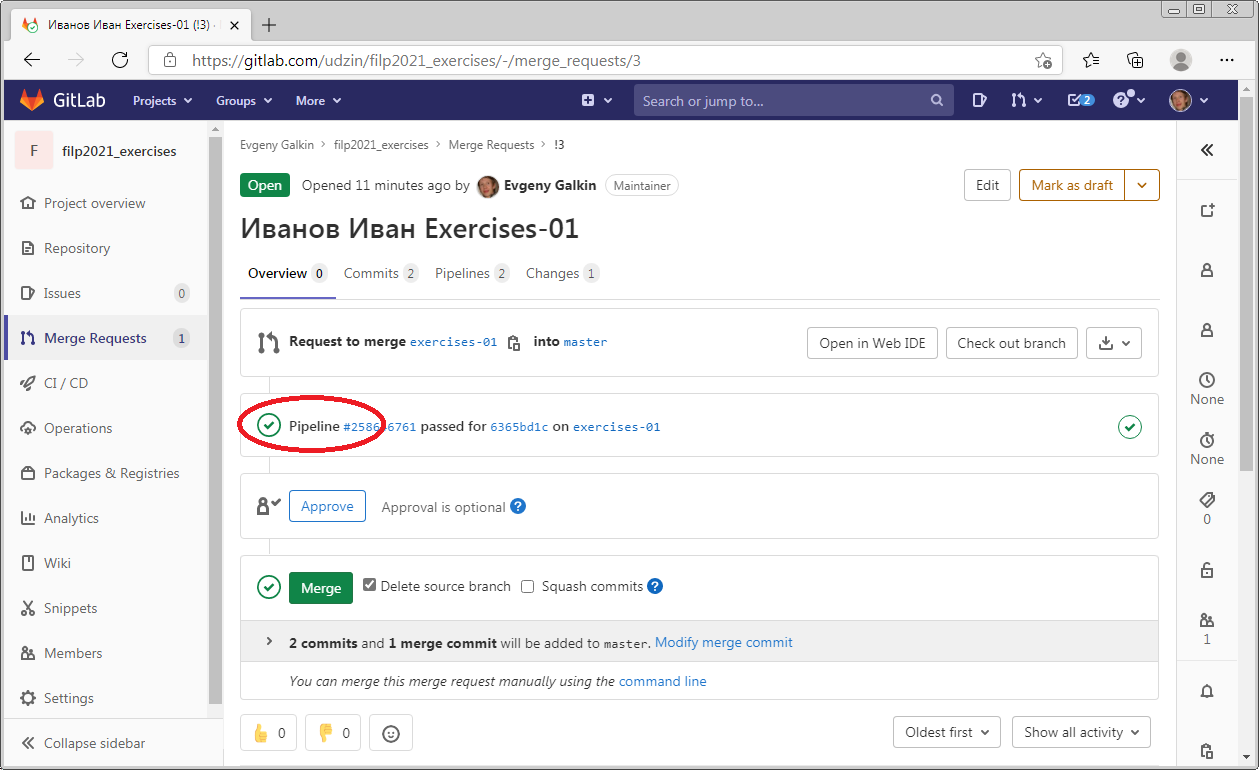 Иванов Иван Exercises-01 (!3) ·
https://gitlab.com/udzin/filp2021_exercises/-/merge_requests/3
GitLab Projects Groups More Search or jump to... 2
F filp2021_exercises
Project overview
Repository
Issues 0
Merge Requests 1
CI / CD
Operations
Packages & Registries
Analytics
Wiki
Snippets
Members
Settings
Collapse sidebar
Evgeny Galkin > filp2021_exercises > Merge Requests > !3
Open Opened 11 minutes ago by Evgeny Galkin Maintainer Edit Mark as draft
Иванов Иван Exercises-01
Overview 0 Commits 2 Pipelines 2 Changes 1
Request to merge exercises-01 into master Open in Web IDE Check out branch
Pipeline passed for 6365bd1c on exercises-01
Approve Approval is optional ?
Merge Delete source branch Squash commits ?
2 commits and 1 merge commit will be added to master. Modify merge commit
You can merge this merge request manually using the command line
👍 0 👎 0 Oldest first Show all activity
None
None
0
1